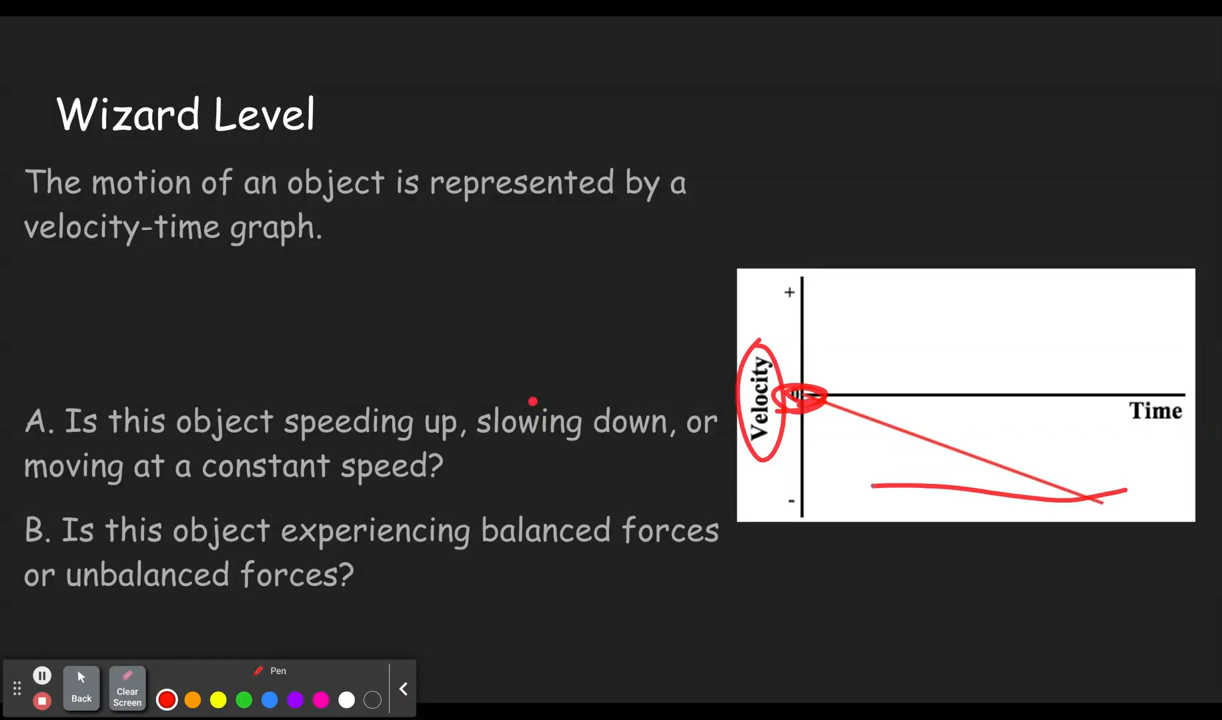 Wizard Level
The motion of an object is represented by a
velocity-time graph.
+
Velocity
Time
-
A. Is this object speeding up, slowing down, or
moving at a constant speed?
B. Is this object experiencing balanced forces
or unbalanced forces?
Pen
Back
Clear
Screen